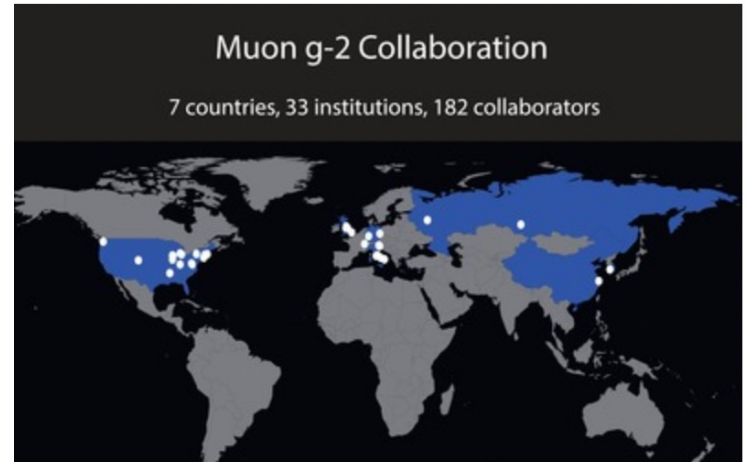 Muon g-2 Collaboration
7 countries, 33 institutions, 182 collaborators